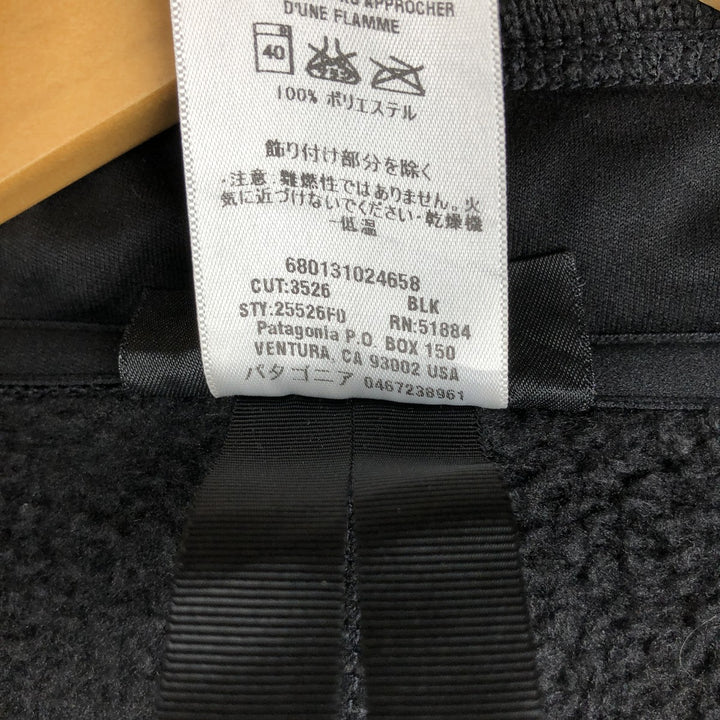 APPROCHER
D'UNE FLAMME
40
100% ポリエステル
飾り付け部分を除く
・注意 難燃性ではありません。火
気に近づけないでください・乾燥機
-低温
680131024658
CUT:3526 BLK
STY:25526F0 RN:51884
Patagonia P.O. BOX 150
VENTURA, CA 93002 USA
パタゴニア 0467238961